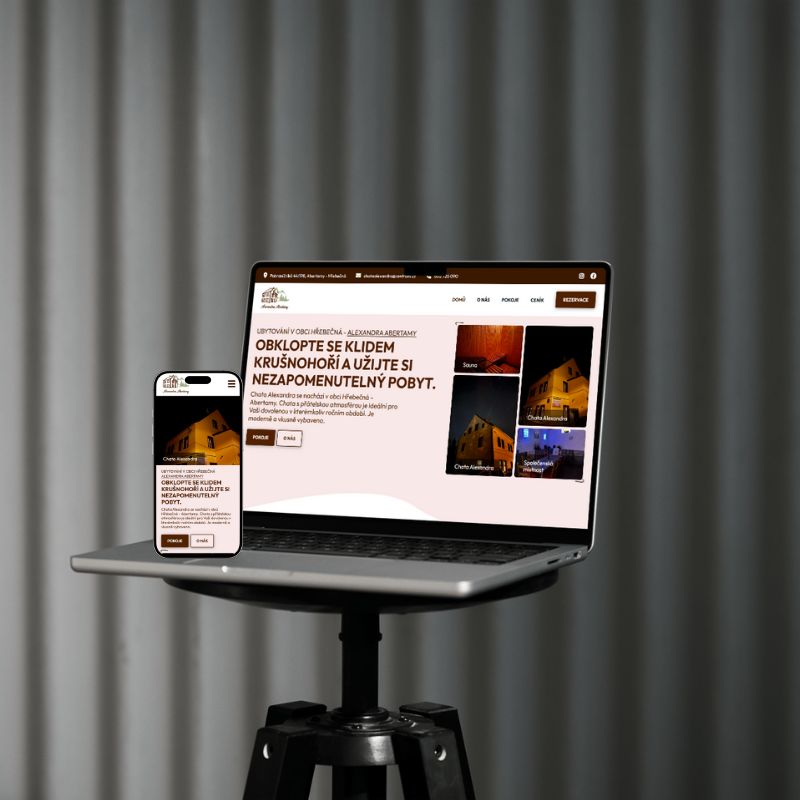 Abertamy - Hřebečná
DOMŮ O NÁS POKOJE CENÍK REZERVACE
UBYTOVÁNÍ V OBCI HŘEBEČNÁ - ALEXANDRA ABERTAMY
OBKLOPTE SE KLIDEM
KRUŠNOHOŘÍ A UŽIJTE SI
NEZAPOMENUTELNÝ POBYT.
Chata Alexandra se nachází v obci Hřebečná -
Abertamy. Chata s přátelskou atmosférou je ideální pro
Vaši dovolenou v kterémkoliv ročním období. Je
moderně a vkusně vybavena.
POKOJE O NÁS
Sauna
Chata Alexandra
Chata Alexandra
Společenská
místnost
Chata Alexandra
UBYTOVÁNÍ V OBCI HŘEBEČNÁ
- ALEXANDRA ABERTAMY
OBKLOPTE SE KLIDEM
KRUŠNOHOŘÍ A UŽIJTE SI
NEZAPOMENUTELNÝ
POBYT.
Chata Alexandra se nachází v obci
Hřebečná - Abertamy. Chata s přátelskou
atmosférou je ideální pro Vaši dovolenou v
kterémkoliv ročním období. Je moderně a
vkusně vybavena.
POKOJE O NÁS